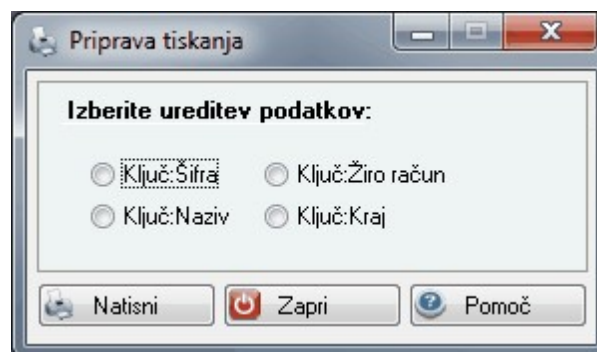 Priprava tiskanja
Izberite ureditev podatkov:
Ključ:Šifra Ključ:Žiro račun
Ključ:Naziv Ključ:Kraj
Natisni Zapri Pomoč